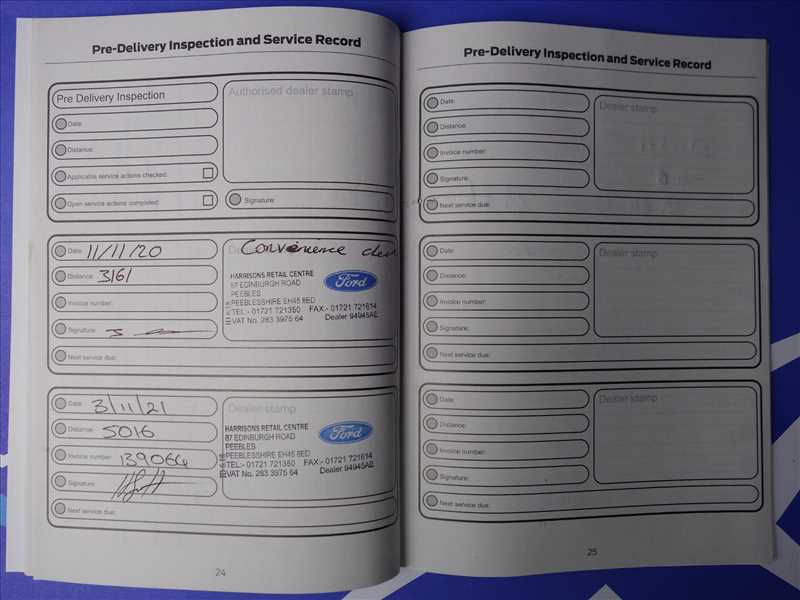 Pre-Delivery Inspection and Service Record
Pre Delivery Inspection
Date:
Distance:
Applicable service actions checked:
Open service actions completed:
Authorised dealer stamp
Signature:
Date: 11/11/20
Distance: 3161
Invoice number:
Signature:
Next service due:
Convenience
HARRISONS RETAIL CENTRE
87 EDINBURGH ROAD
PEEBLES
PEEBLESSHIRE EH45 8ED
TEL:- 01721 721350 FAX:- 01721 721614
VAT No. 263 3975 64 Dealer 94945AB
Ford
Date: 3/11/21
Distance: 5016
Invoice number: 139064
Signature:
Next service due:
Dealer stamp
HARRISONS RETAIL CENTRE
87 EDINBURGH ROAD
PEEBLES
PEEBLESSHIRE EH45 8ED
TEL:- 01721 721350 FAX:- 01721 721614
VAT No. 263 3975 64 Dealer 94945AB
Ford
24
Pre-Delivery Inspection and Service Record
Date:
Distance:
Invoice number:
Signature:
Next service due:
Dealer stamp
Date:
Distance:
Invoice number:
Signature:
Next service due:
Dealer stamp
Date:
Distance:
Invoice number:
Signature:
Next service due:
Dealer stamp
25